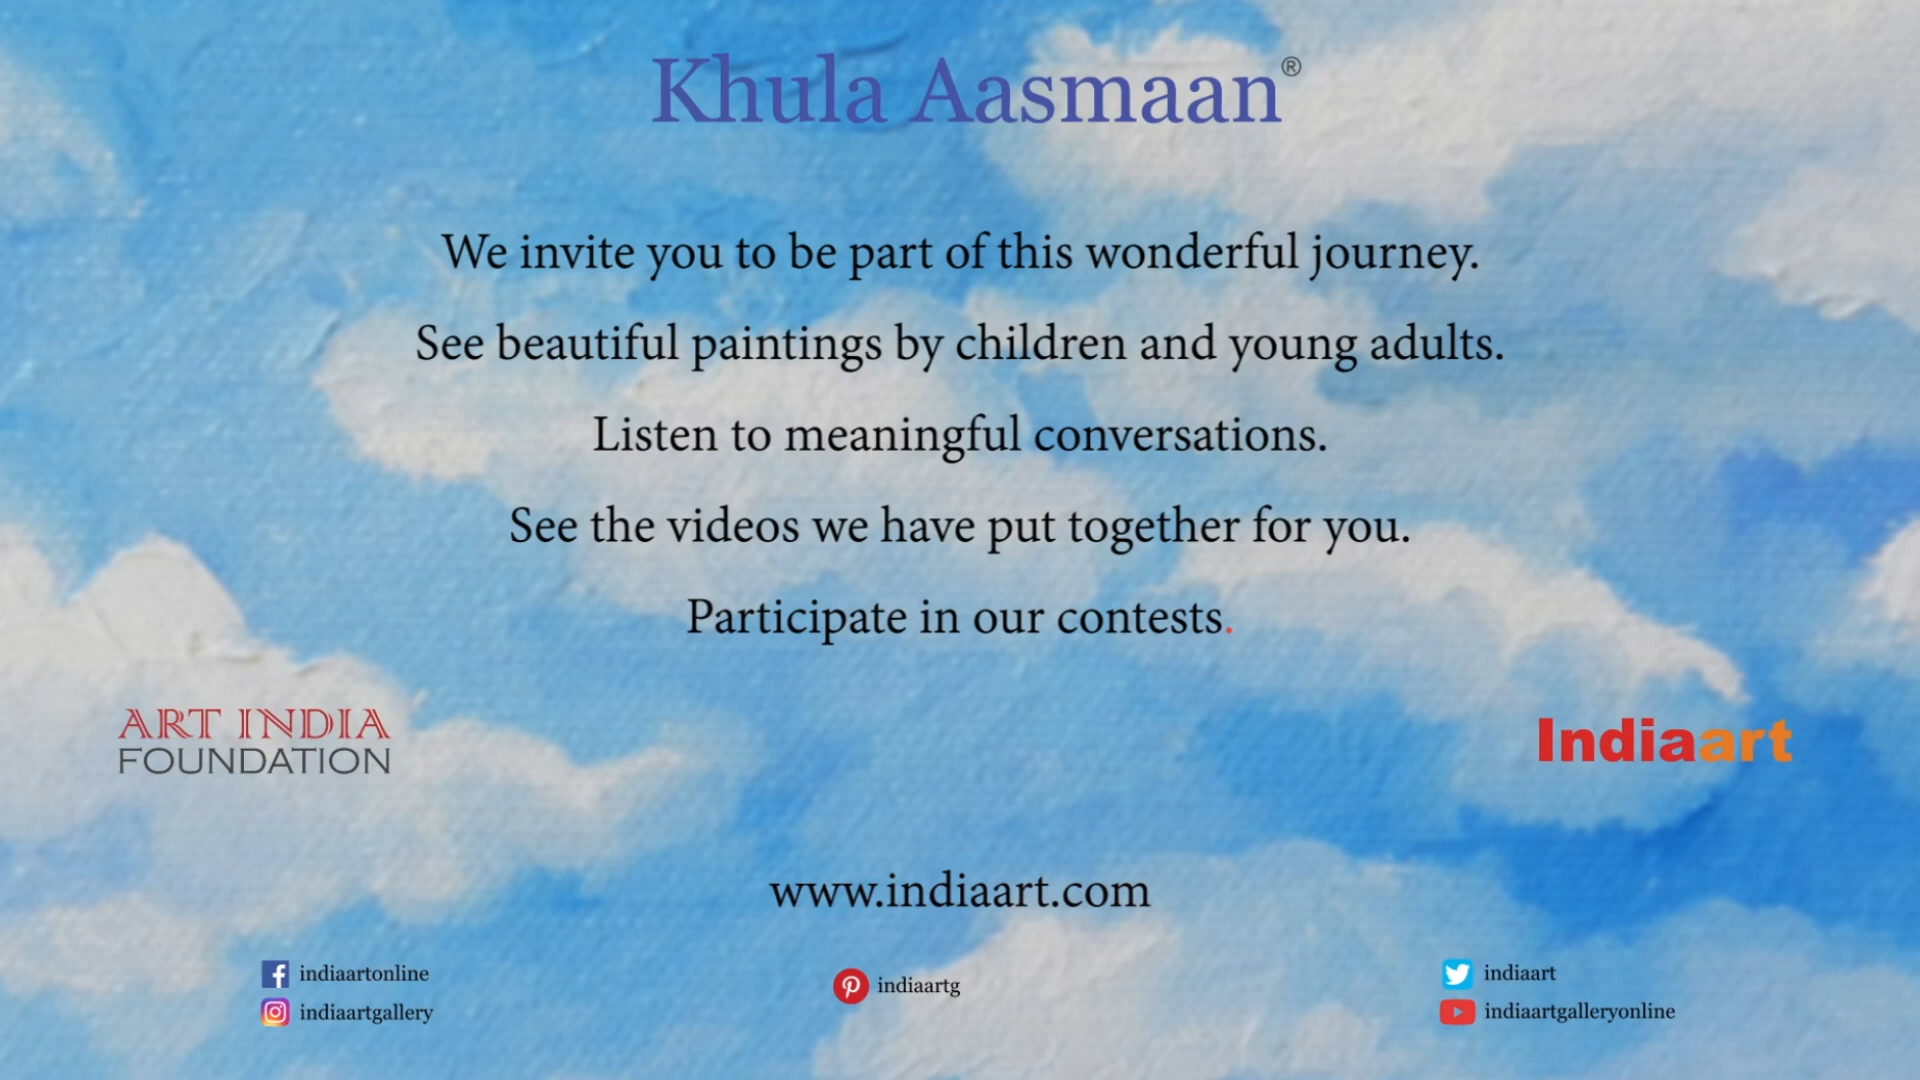 Khula Aasmaan®
We invite you to be part of this wonderful journey.
See beautiful paintings by children and young adults.
Listen to meaningful conversations.
See the videos we have put together for you.
Participate in our contests.
ART INDIA
FOUNDATION
Indiaart
www.indiaart.com
indiaartonline
indiaartgallery
indiaartg
indiaart
indiaartgalleryonline